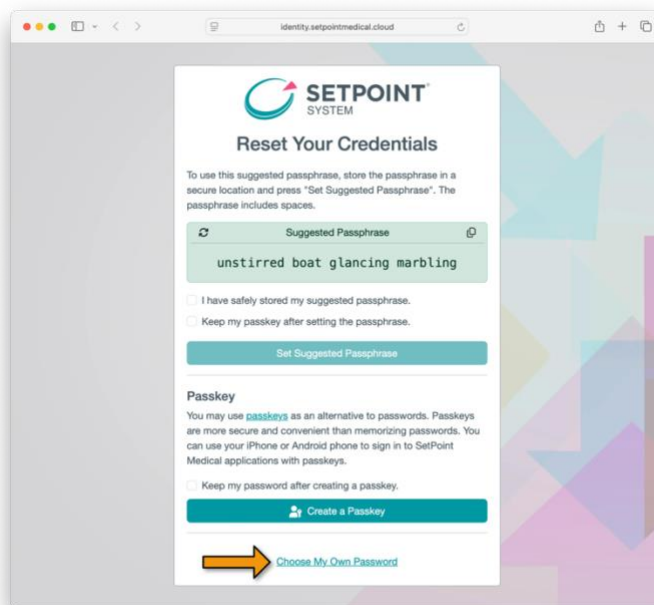 identity.setpointmedical.cloud
SETPOINT
SYSTEM
Reset Your Credentials
To use this suggested passphrase, store the passphrase in a
secure location and press "Set Suggested Passphrase". The
passphrase includes spaces.
Suggested Passphrase
unstirred boat glancing marbling
I have safely stored my suggested passphrase.
Keep my passkey after setting the passphrase.
Set Suggested Passphrase
Passkey
You may use passkeys as an alternative to passwords. Passkeys
are more secure and convenient than memorizing passwords. You
can use your iPhone or Android phone to sign in to SetPoint
Medical applications with passkeys.
Keep my password after creating a passkey.
Create a Passkey
Choose My Own Password